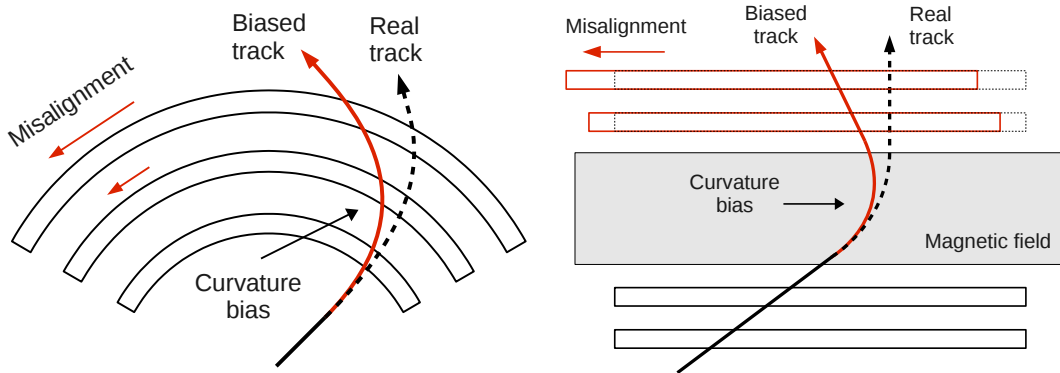 Biased
track
Real
track
Misalignment
Curvature
bias
Misalignment
Biased
track
Real
track
Curvature
bias
Magnetic field